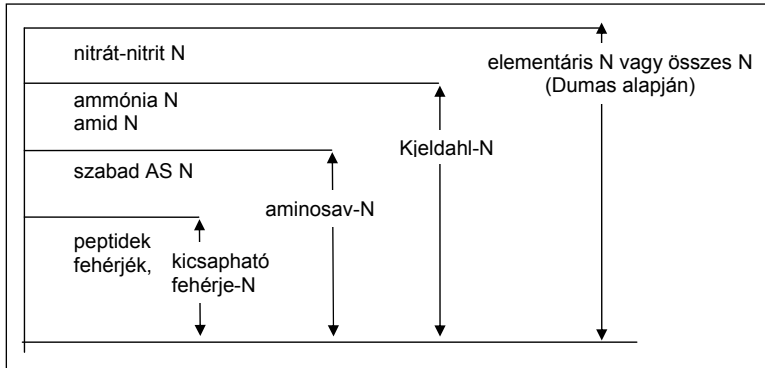 nitrát-nitrit N
elementáris N vagy összes N
(Dumas alapján)
ammónia N
amid N
Kjeldahl-N
szabad AS N
aminosav-N
peptidek
fehérjék,
kicsapható
fehérje-N